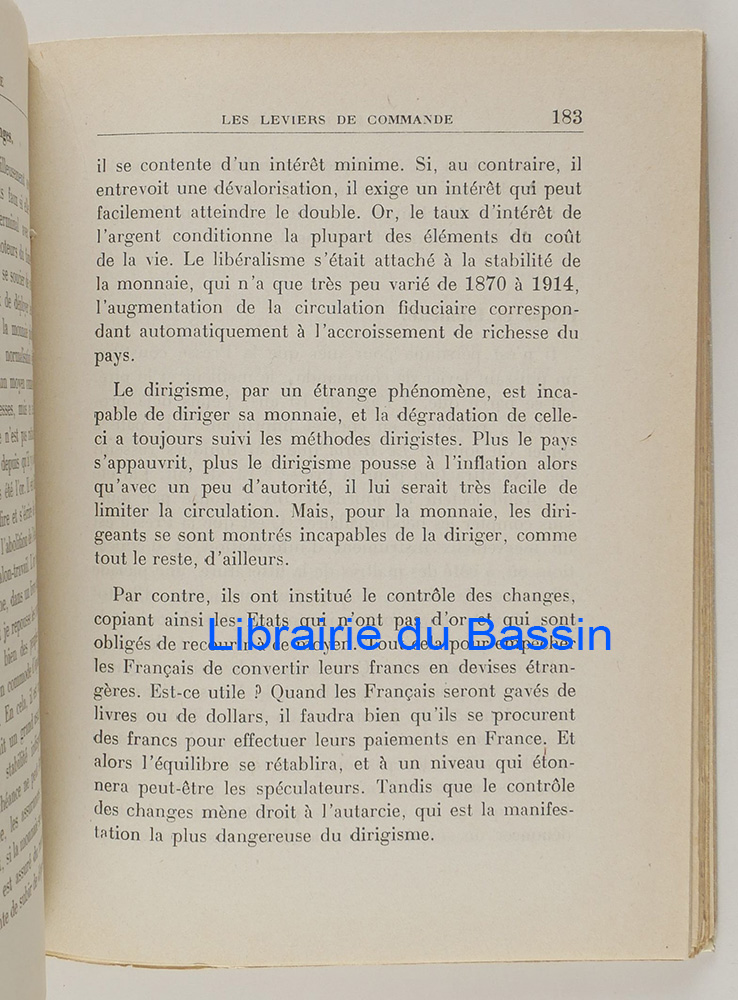 LES LEVIERS DE COMMANDE 183
il se contente d'un intérêt minime. Si, au contraire, il
entrevoit une dévalorisation, il exige un intérêt qui peut
facilement atteindre le double. Or, le taux d'intérêt de
l'argent conditionne la plupart des éléments du coût
de la vie. Le libéralisme s'était attaché à la stabilité de
la monnaie, qui n'a que très peu varié de 1870 à 1914,
l'augmentation de la circulation fiduciaire correspon-
dant automatiquement à l'accroissement de richesse du
pays.
Le dirigisme, par un étrange phénomène, est inca-
pable de diriger sa monnaie, et la dégradation de celle-
ci a toujours suivi les méthodes dirigistes. Plus le pays
s'appauvrit, plus le dirigisme pousse à l'inflation alors
qu'avec un peu d'autorité, il lui serait très facile de
limiter la circulation. Mais, pour la monnaie, les diri-
geants se sont montrés incapables de la diriger, comme
tout le reste, d'ailleurs.
Par contre, ils ont institué le contrôle des changes,
copiant ainsi les Etats qui n'ont pas d'or et qui sont
Librairie du Bassin
obligés de recourir à ce moyen. Tout cela pour empêcher
les Français de convertir leurs francs en devises étran-
gères. Est-ce utile ? Quand les Français seront gavés de
livres ou de dollars, il faudra bien qu'ils se procurent
des francs pour effectuer leurs paiements en France. Et
alors l'équilibre se rétablira, et à un niveau qui éton-
nera peut-être les spéculateurs. Tandis que le contrôle
des changes mène droit à l'autarcie, qui est la manifes-
tation la plus dangereuse du dirigisme.